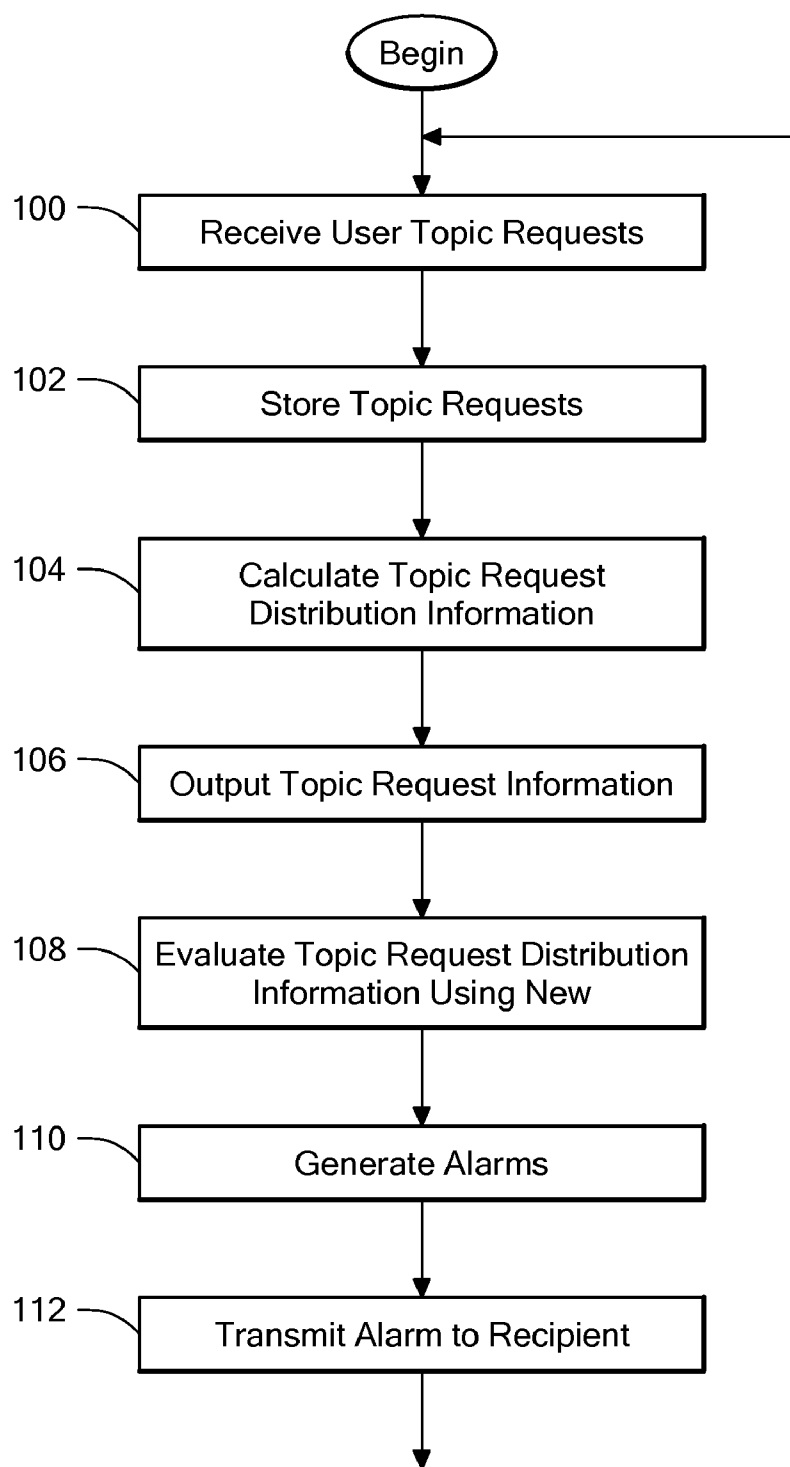 Begin
100
Receive User Topic Requests
102
Store Topic Requests
104
Calculate Topic Request
Distribution Information
106
Output Topic Request Information
108
Evaluate Topic Request Distribution
Information Using New
110
Generate Alarms
112
Transmit Alarm to Recipient